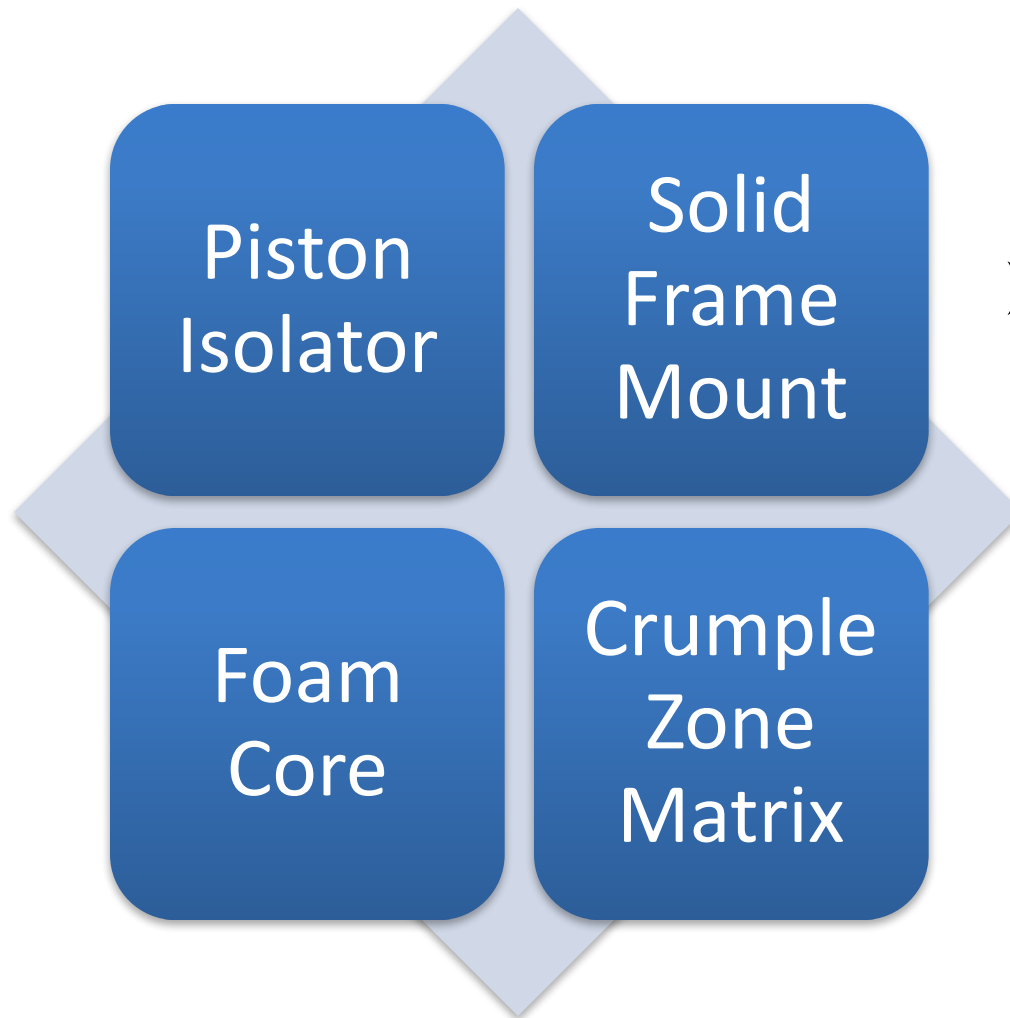 Piston
Isolator
Solid
Frame
Mount
Foam
Core
Crumple
Zone
Matrix